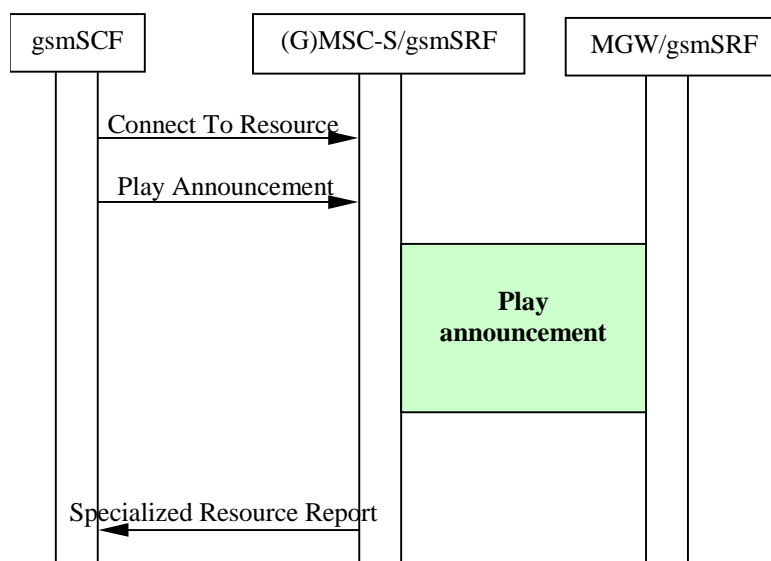 gsmSCF
(G)MSC-S/gsmSRF
MGW/gsmSRF
Connect To Resource
Play Announcement
Play
announcement
Specialized Resource Report